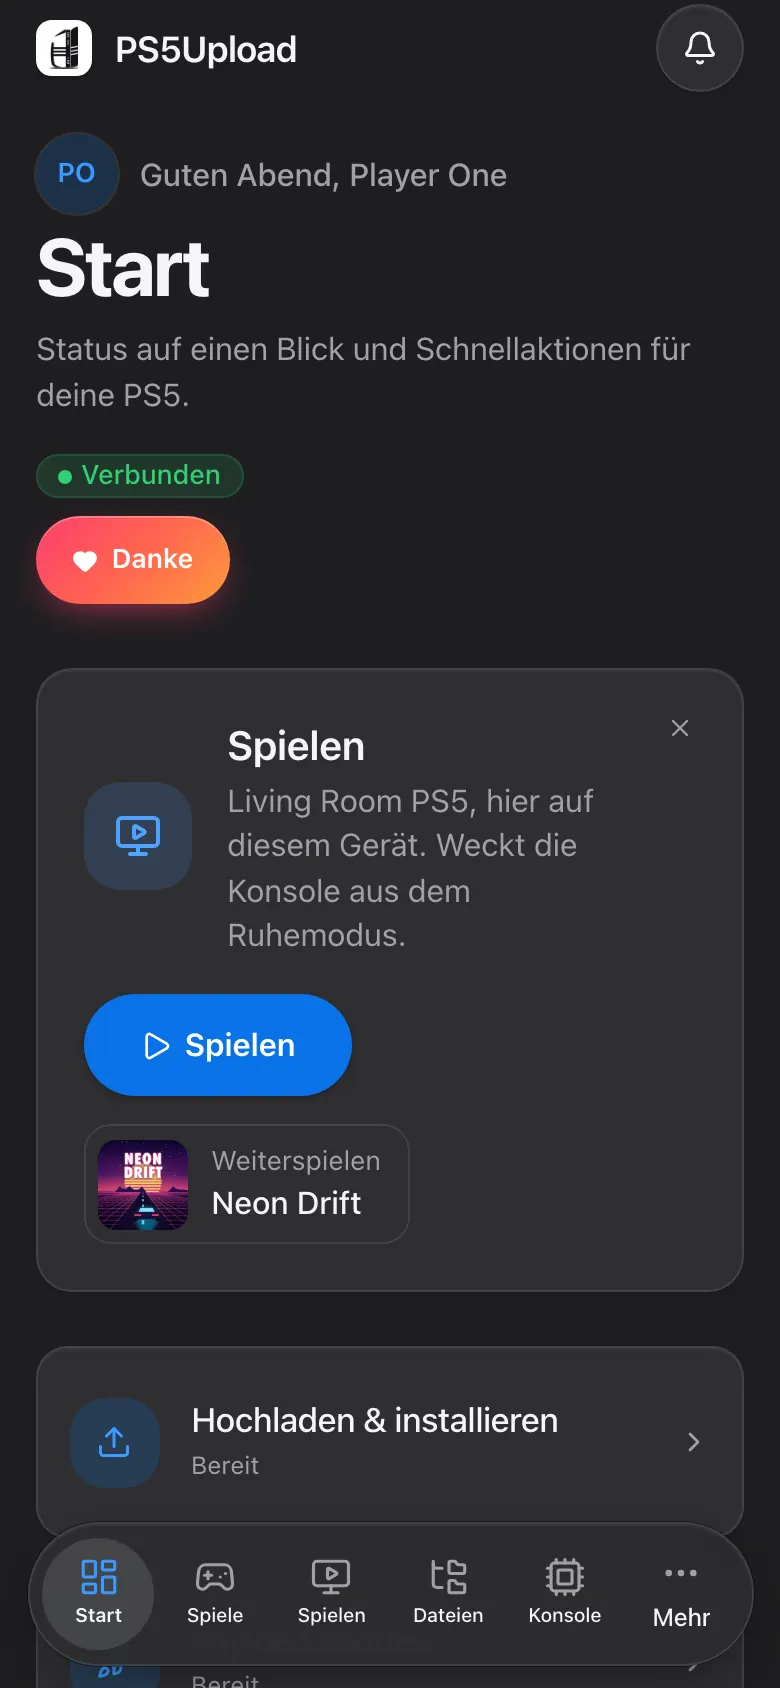 PS5Upload
PO
Guten Abend, Player One
Start
Status auf einen Blick und Schnellaktionen für
deine PS5.
Verbunden
Danke
Spielen
Living Room PS5, hier auf
diesem Gerät. Weckt die
Konsole aus dem
Ruhemodus.
Spielen
NEON
DRIFT
Weiterspielen
Neon Drift
Hochladen & installieren
Bereit
Start
Spiele
Spielen
Dateien
Konsole
Mehr
Bereit